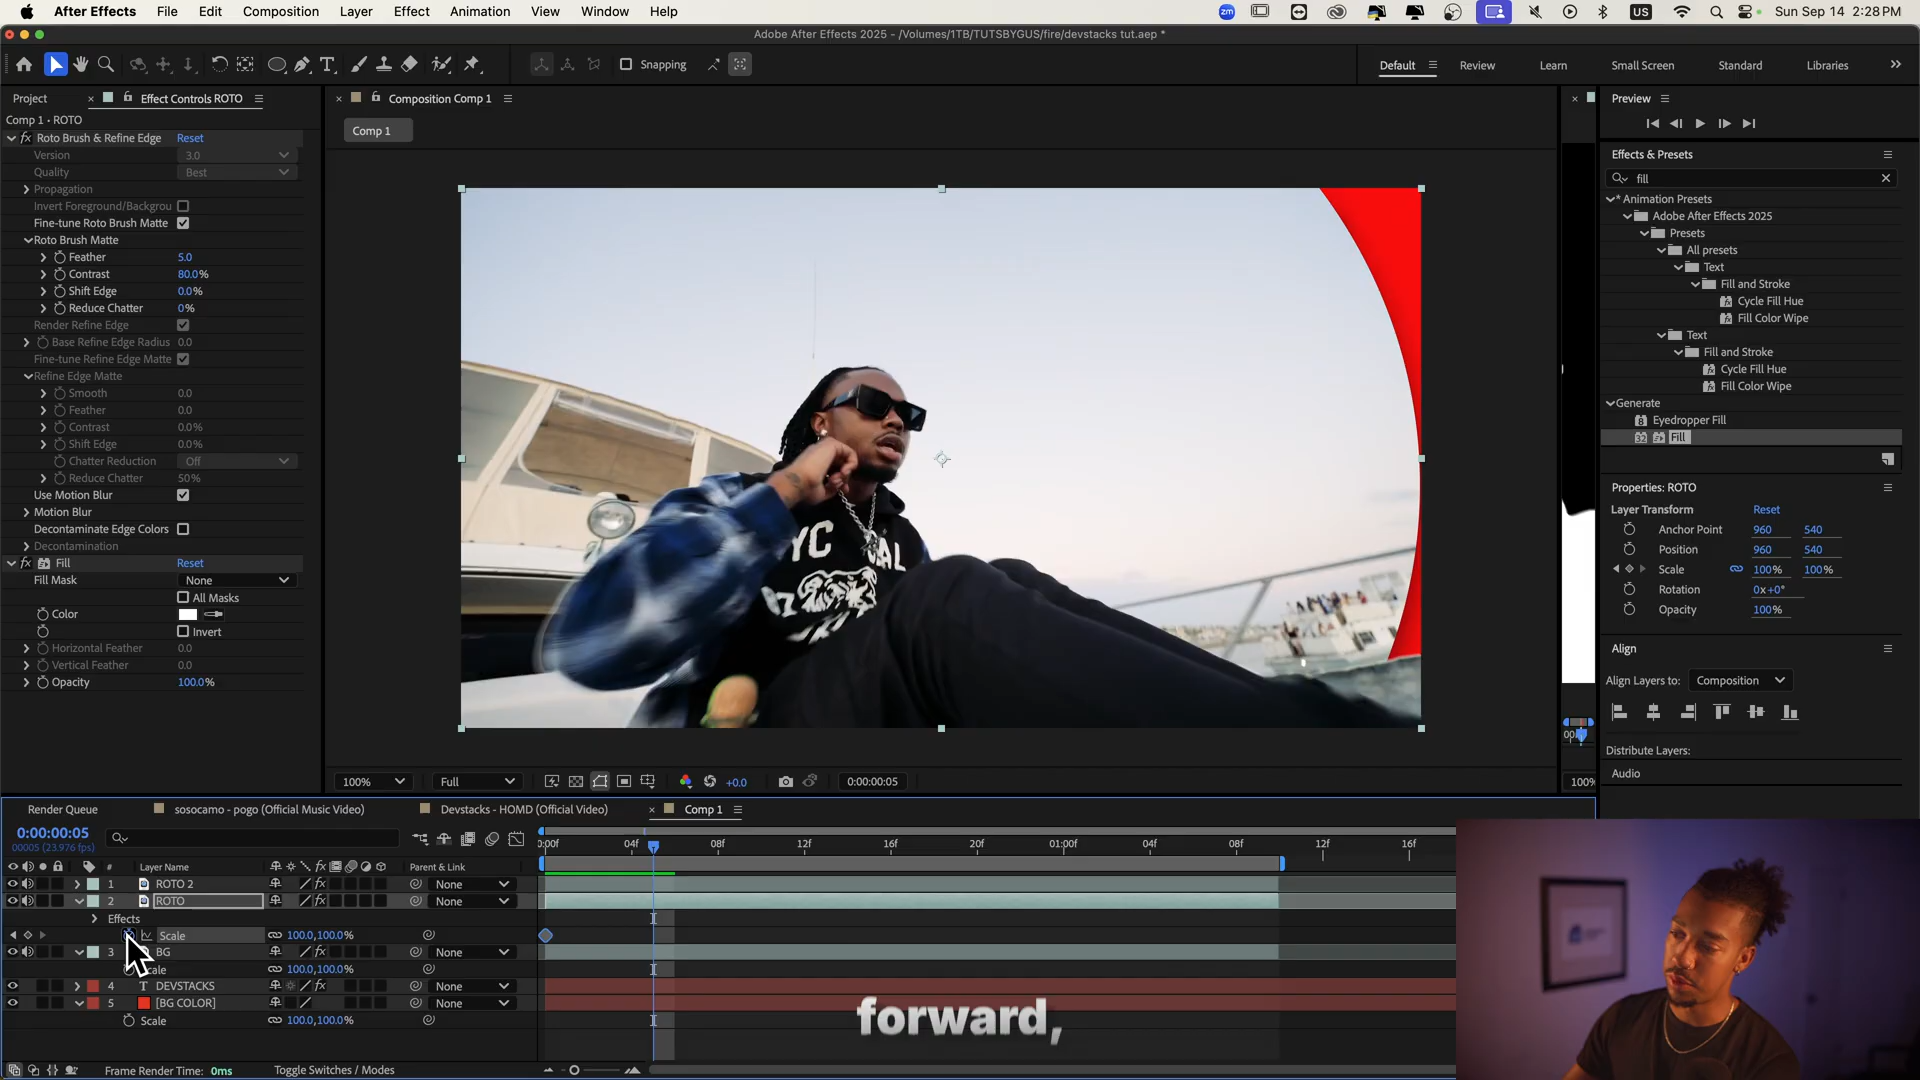 After Effects File Edit Composition Layer Effect Animation View Window Help
US Sun Sep 14 2:28 PM
Adobe After Effects 2025 - /Volumes/1TB/TUTSBYGUS/fire/devstacks tut.aep *
Snapping
Default Review Learn Small Screen Standard Libraries
Project
Effect Controls ROTO
Comp 1 • ROTO
Roto Brush & Refine Edge Reset
Version 3.0
Quality Best
Propagation
Invert Foreground/Backgrou
Fine-tune Roto Brush Matte
Roto Brush Matte
Feather 5.0
Contrast 80.0%
Shift Edge 0.0%
Reduce Chatter 0%
Render Refine Edge
Base Refine Edge Radius 0.0
Fine-tune Refine Edge Matte
Refine Edge Matte
Smooth 0.0
Feather 0.0
Contrast 0.0%
Shift Edge 0.0%
Chatter Reduction Off
Reduce Chatter 50%
Use Motion Blur
Motion Blur
Decontaminate Edge Colors
Decontamination
Fill Reset
Fill Mask None
All Masks
Color
Invert
Horizontal Feather 0.0
Vertical Feather 0.0
Opacity 100.0%
Composition Comp 1
Comp 1
100% Full +0.0 0:00:00:05
100%
Preview
Effects & Presets
fill
* Animation Presets
Adobe After Effects 2025
Presets
All presets
Text
Fill and Stroke
Cycle Fill Hue
Fill Color Wipe
Text
Fill and Stroke
Cycle Fill Hue
Fill Color Wipe
Generate
Eyedropper Fill
32 Fill
Properties: ROTO
Layer Transform Reset
Anchor Point 960 540
Position 960 540
Scale 100% 100%
Rotation 0x+0°
Opacity 100%
Align
Align Layers to: Composition
Distribute Layers:
Audio
Render Queue
sosocamo - pogo (Official Music Video)
Devstacks - HOMD (Official Video)
Comp 1
0:00:00:05
00005 (23.976 fps)
# Layer Name Parent & Link
0:00f 04f 08f 12f 16f 20f 01:00f 04f 08f 12f 16f
1 ROTO 2 None
2 ROTO None
Effects
Scale 100.0,100.0%
3 BG None
cale 100.0,100.0%
4 T DEVSTACKS None
5 [BG COLOR] None
Scale 100.0,100.0%
forward,
Frame Render Time: 0ms Toggle Switches / Modes